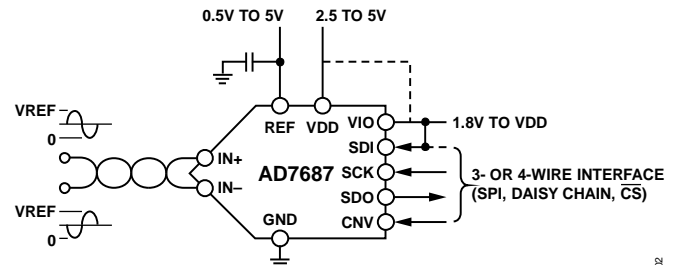 0.5V TO 5V 2.5 TO 5V
REF VDD
VREF
0
IN+
IN–
VREF
0
AD7687
GND
VIO
SDI
SCK
SDO
CNV
1.8V TO VDD
3- OR 4-WIRE INTERFACE
(SPI, DAISY CHAIN, CS)
02